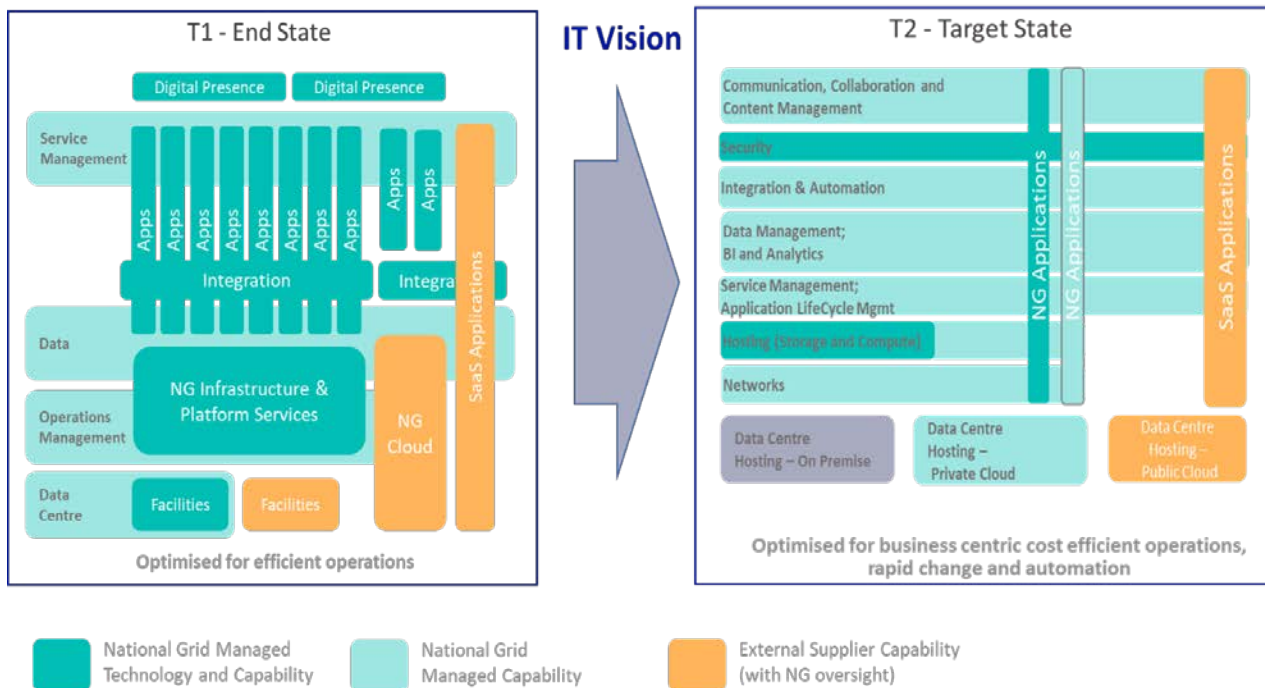 T1 - End State
Digital Presence
Digital Presence
Service
Management
Apps
Apps
Apps
Apps
Apps
Apps
Apps
Apps
Apps
Apps
Integration
Integra
SaaS Applications
Data
NG Infrastructure &
Platform Services
Operations
Management
NG
Cloud
Data
Centre
Facilities
Facilities
Optimised for efficient operations
IT Vision
T2 - Target State
Communication, Collaboration and
Content Management
Security
Integration & Automation
Data Management;
BI and Analytics
Service Management;
Application LifeCycle Mgmt
Hosting (Storage and Compute)
Networks
NG Applications
NG Applications
SaaS Applications
Data Centre
Hosting – On Premise
Data Centre
Hosting –
Private Cloud
Data Centre
Hosting –
Public Cloud
Optimised for business centric cost efficient operations,
rapid change and automation
National Grid Managed
Technology and Capability
National Grid
Managed Capability
External Supplier Capability
(with NG oversight)